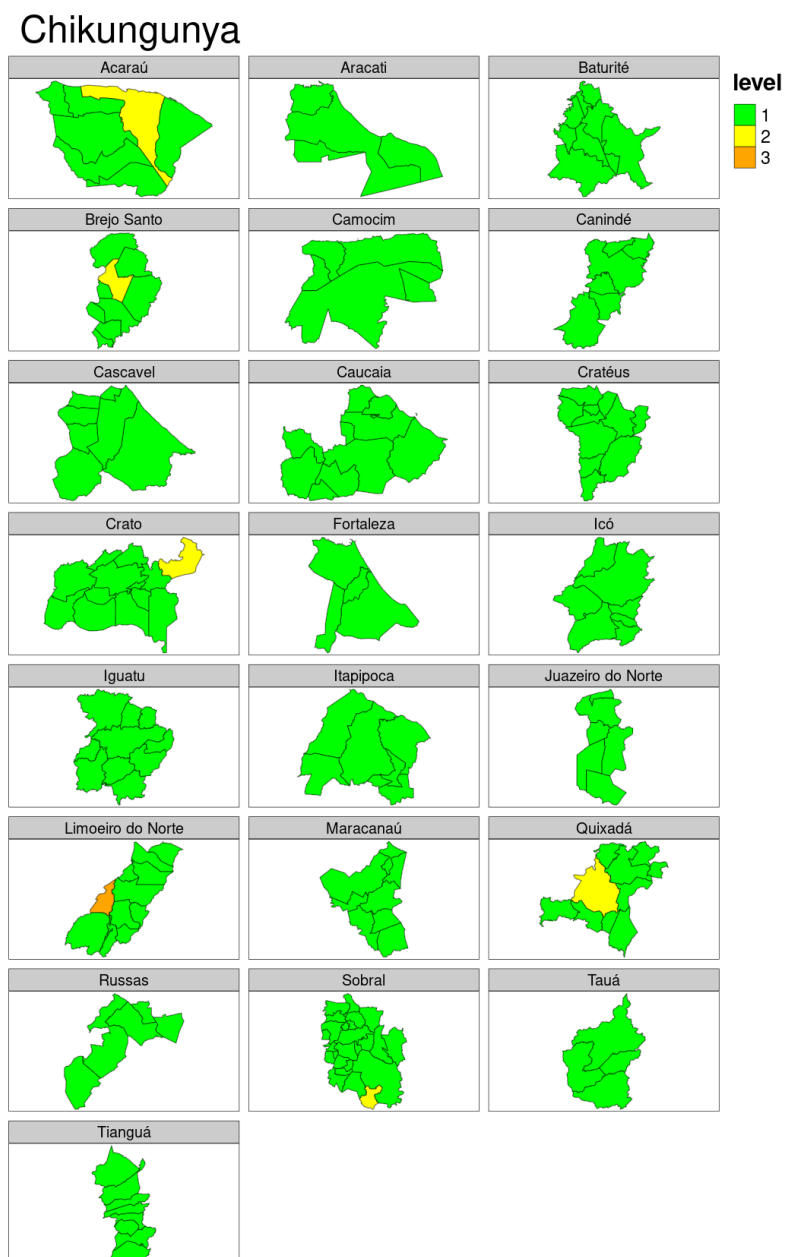 Chikungunya
Acaraú
Aracati
Baturité
level
1
2
3
Brejo Santo
Camocim
Canindé
Cascavel
Caucaia
Cratéus
Crato
Fortaleza
Icó
Iguatu
Itapipoca
Juazeiro do Norte
Limoeiro do Norte
Maracanaú
Quixadá
Russas
Sobral
Tauá
Tianguá